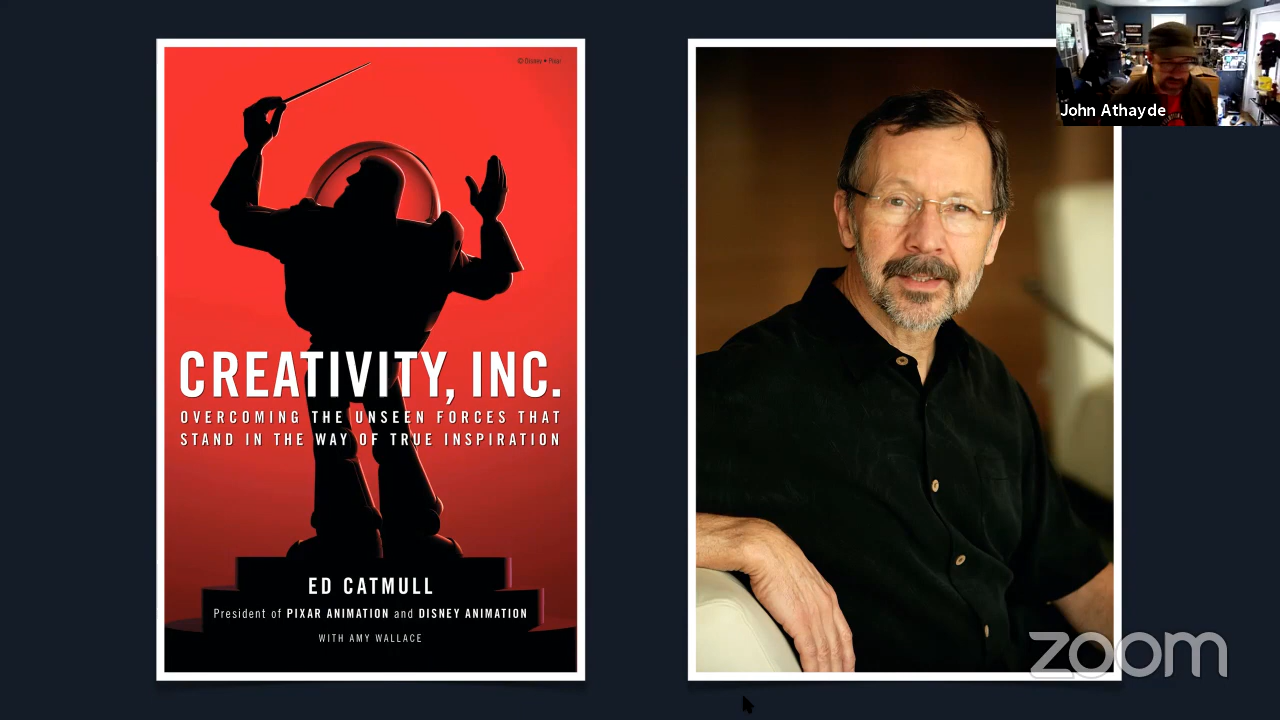 © Disney • Pixar
CREATIVITY, INC.
OVERCOMING THE UNSEEN FORCES THAT
STAND IN THE WAY OF TRUE INSPIRATION
ED CATMULL
President of PIXAR ANIMATION and DISNEY ANIMATION
WITH AMY WALLACE
John Athayde
zoom